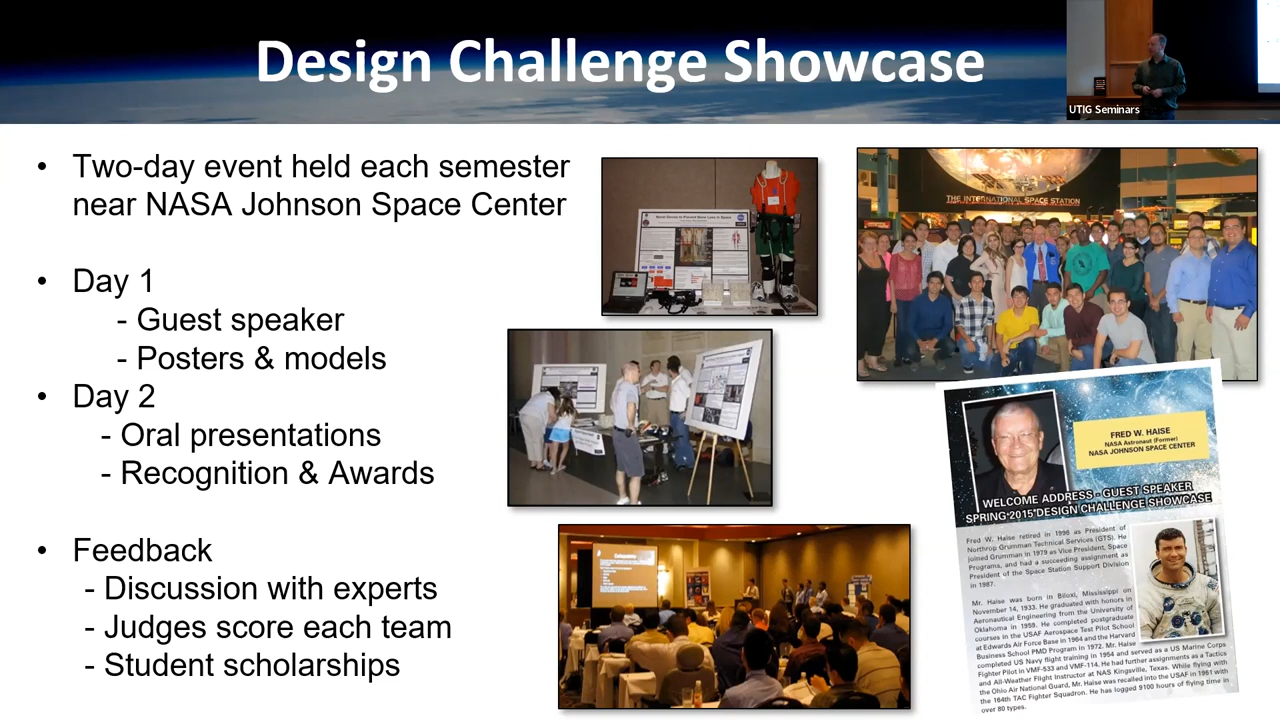 Design Challenge Showcase
UTIG Seminars
• Two-day event held each semester
near NASA Johnson Space Center
• Day 1
- Guest speaker
- Posters & models
• Day 2
- Oral presentations
- Recognition & Awards
• Feedback
- Discussion with experts
- Judges score each team
- Student scholarships
THE INTERNATIONAL SPACE STATION
FRED W. HAISE
NASA Astronaut (Former)
NASA JOHNSON SPACE CENTER
WELCOME ADDRESS - GUEST SPEAKER
SPRING 2015 DESIGN CHALLENGE SHOWCASE
Fred W. Haise retired in 1996 as President of
Northrop Grumman Technical Services (GTS). He
joined Grumman in 1979 as Vice President, Space
Programs, and had a succeeding assignment as
President of the Space Station Support Division
in 1987.
Mr. Haise was born in Biloxi, Mississippi on
November 14, 1933. He graduated with honors in
Aeronautical Engineering from the University of
Oklahoma in 1959. He completed postgraduate
courses in the USAF Aerospace Test Pilot School
at Edwards Air Force Base in 1964 and the Harvard
Business School PMD Program in 1972. Mr. Haise
completed US Navy flight training in 1954 and served as a US Marine Corps
Fighter Pilot in VMF-533 and VMF-114. He had further assignments as a Tactics
and All-Weather Flight Instructor at NAS Kingsville, Texas. While flying with
the Ohio Air National Guard, Mr. Haise was recalled into the USAF in 1961 with
the 164th TAC Fighter Squadron. He has logged 9100 hours of flying time in
over 80 types.